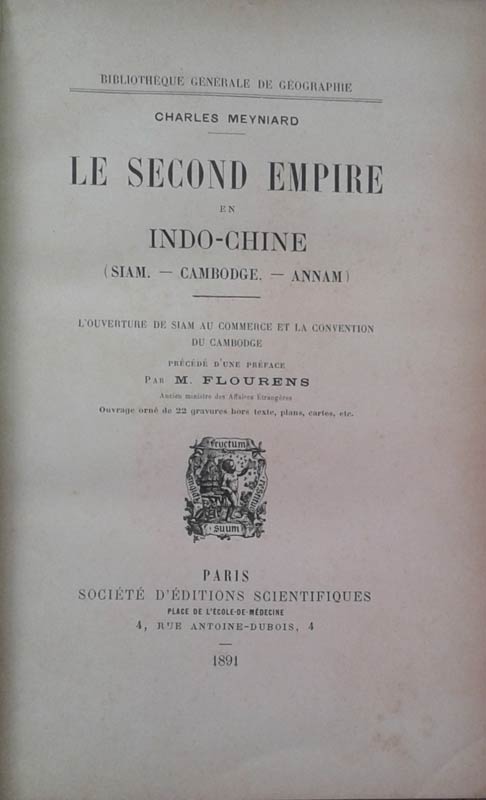 BIBLIOTHÈQUE GÉNÉRALE DE GÉOGRAPHIE
CHARLES MEYNIARD
LE SECOND EMPIRE
EN
INDO-CHINE
(SIAM. — CAMBODGE. — ANNAM)
L'OUVERTURE DE SIAM AU COMMERCE ET LA CONVENTION
DU CAMBODGE
PRÉCÉDÉ D'UNE PRÉFACE
PAR M. FLOURENS
Ancien ministre des Affaires Étrangères
Ouvrage orné de 22 gravures hors texte, plans, cartes, etc.
fructum
suum
PARIS
SOCIÉTÉ D'ÉDITIONS SCIENTIFIQUES
PLACE DE L'ÉCOLE-DE-MÉDECINE
4, RUE ANTOINE-DUBOIS, 4
1891